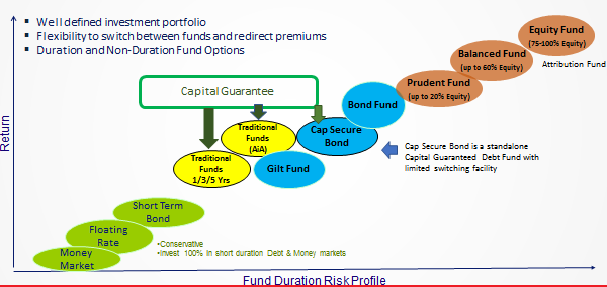 Well defined investment portfolio
Flexibility to switch between funds and redirect premiums
Duration and Non-Duration Fund Options
Equity Fund
(75-100% Equity)
Balanced Fund
(up to 60% Equity)
Attribution Fund
Prudent Fund
(up to 20% Equity)
Capital Guarantee
Bond Fund
Traditional
Funds
(AiA)
Cap Secure
Bond
Cap Secure Bond is a standalone
Capital Guaranteed Debt Fund with
limited switching facility
Traditional
Funds
1/3/5 Yrs
Gilt Fund
Return
Short Term
Bond
Floating
Rate
•Conservative
•Invest 100% in short duration Debt & Money markets
Money
Market
Fund Duration Risk Profile